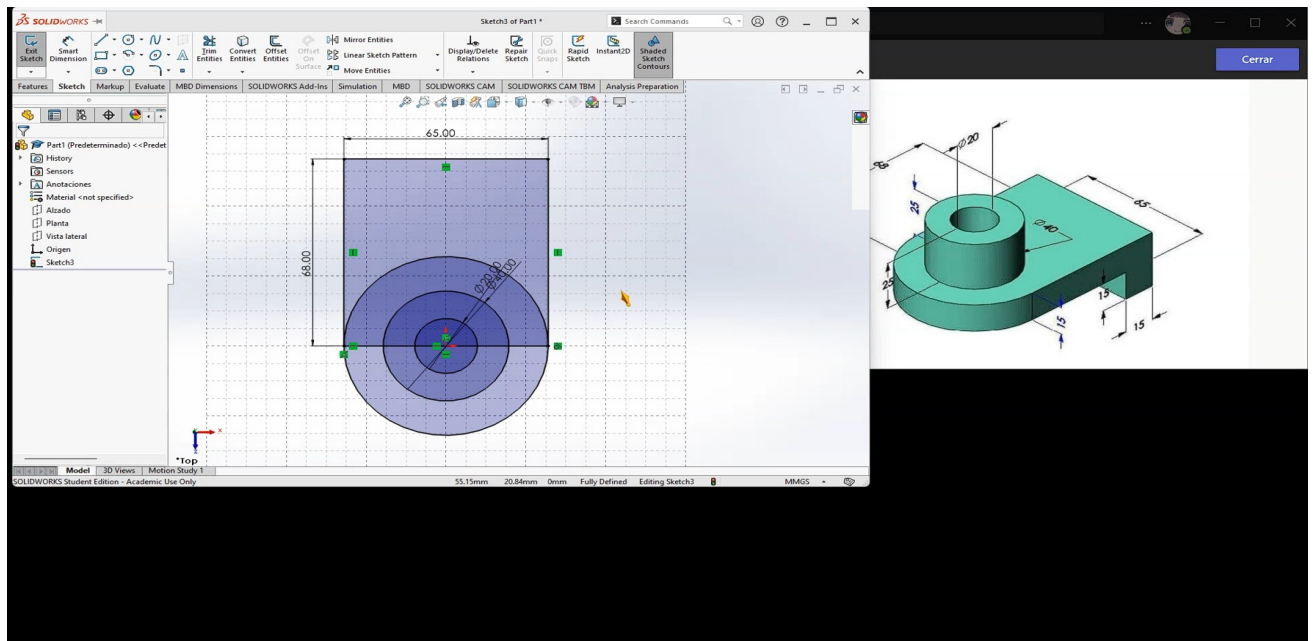 SOLIDWORKS
Sketch3 of Part1 *
Search Commands
Exit Sketch
Smart Dimension
Trim Entities
Convert Entities
Offset Entities
Offset On Surface
Mirror Entities
Linear Sketch Pattern
Move Entities
Display/Delete Relations
Repair Sketch
Quick Snaps
Rapid Sketch
Instant2D
Shaded Sketch Contours
Cerrar
Features Sketch Markup Evaluate MBD Dimensions SOLIDWORKS Add-Ins Simulation MBD SOLIDWORKS CAM SOLIDWORKS CAM TBM Analysis Preparation
Part1 (Predeterminado) <<Predet
History
Sensors
Anotaciones
Material <not specified>
Alzado
Planta
Vista lateral
Origen
Sketch3
65.00
68.00
Ø20.00
Ø40.00
x
*Top
Ø20
25
65
Ø40
25
15
15
15
Model 3D Views Motion Study 1
SOLIDWORKS Student Edition - Academic Use Only
55.15mm 20.84mm 0mm Fully Defined Editing Sketch3 MMGS